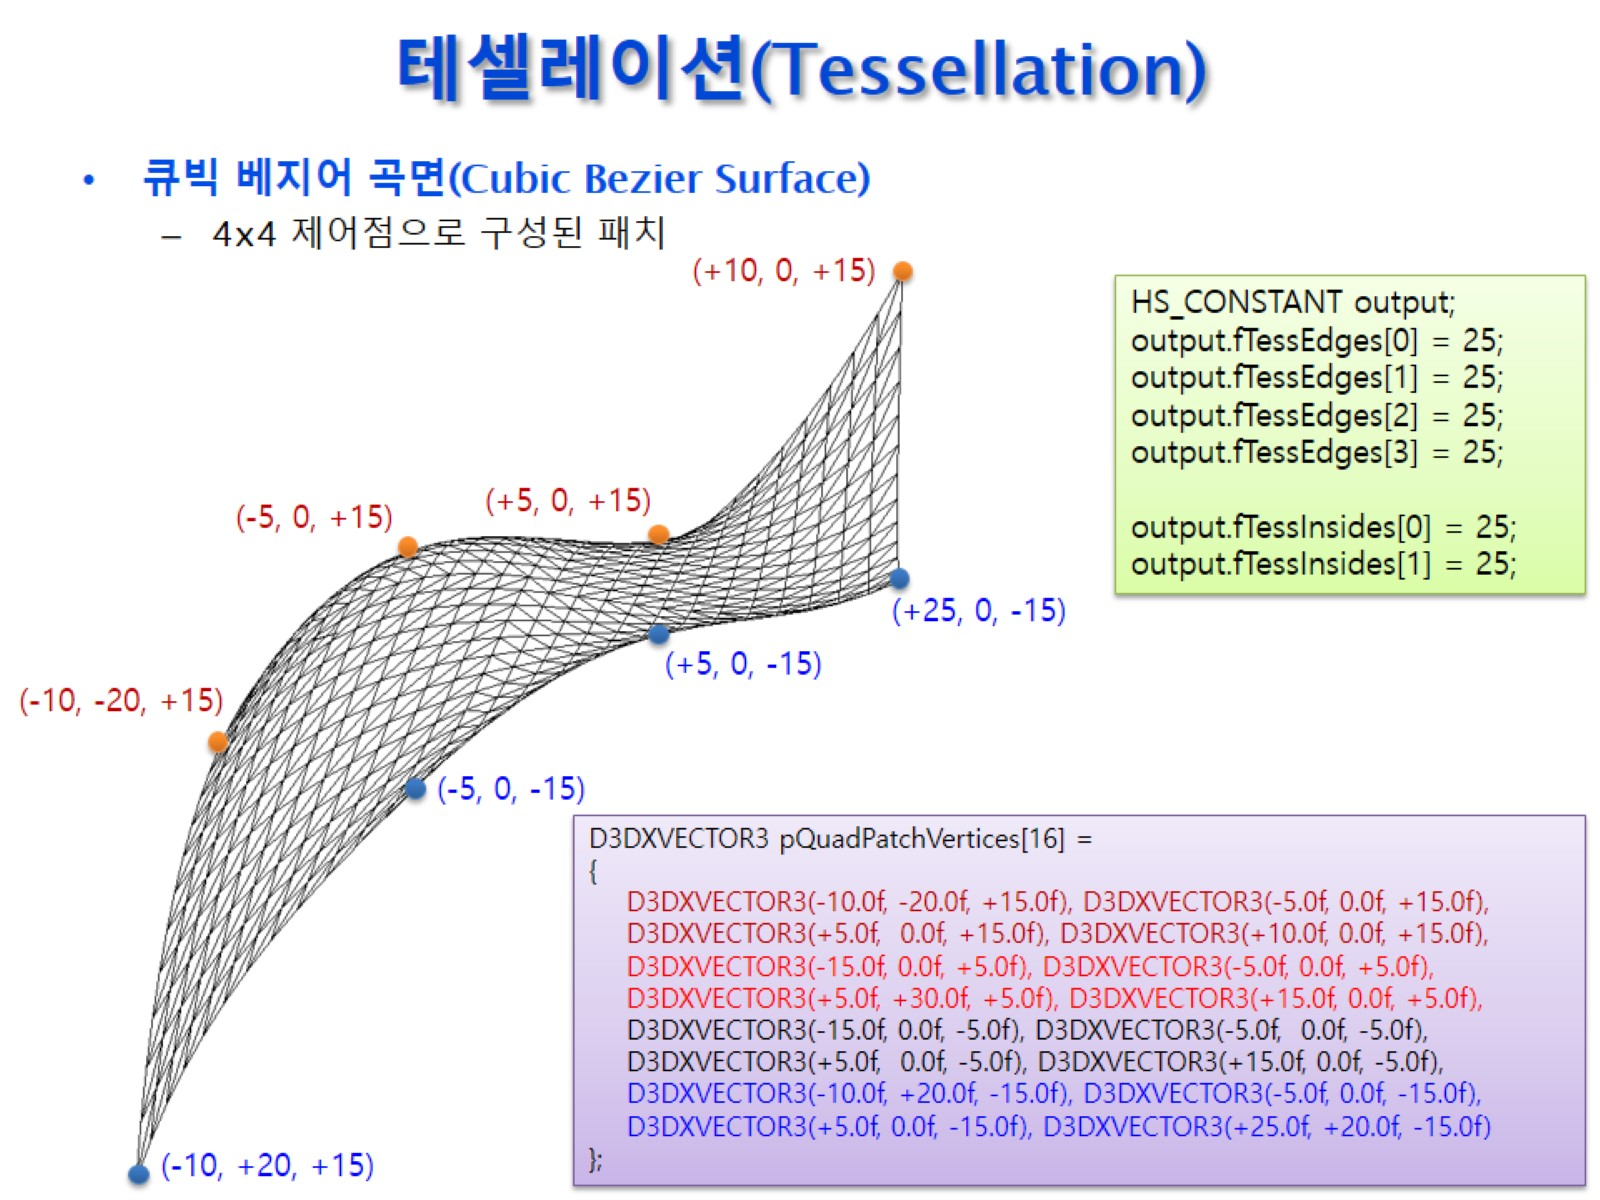 테셀레이션(Tessellation)
• 큐빅 베지어 곡면(Cubic Bezier Surface)
– 4x4 제어점으로 구성된 패치
(+10, 0, +15)
HS_CONSTANT output;
output.fTessEdges[0] = 25;
output.fTessEdges[1] = 25;
output.fTessEdges[2] = 25;
output.fTessEdges[3] = 25;
output.fTessInsides[0] = 25;
output.fTessInsides[1] = 25;
(-5, 0, +15)
(+5, 0, +15)
(+25, 0, -15)
(+5, 0, -15)
(-10, -20, +15)
(-5, 0, -15)
D3DXVECTOR3 pQuadPatchVertices[16] =
{
D3DXVECTOR3(-10.0f, -20.0f, +15.0f), D3DXVECTOR3(-5.0f, 0.0f, +15.0f),
D3DXVECTOR3(+5.0f, 0.0f, +15.0f), D3DXVECTOR3(+10.0f, 0.0f, +15.0f),
D3DXVECTOR3(-15.0f, 0.0f, +5.0f), D3DXVECTOR3(-5.0f, 0.0f, +5.0f),
D3DXVECTOR3(+5.0f, +30.0f, +5.0f), D3DXVECTOR3(+15.0f, 0.0f, +5.0f),
D3DXVECTOR3(-15.0f, 0.0f, -5.0f), D3DXVECTOR3(-5.0f, 0.0f, -5.0f),
D3DXVECTOR3(+5.0f, 0.0f, -5.0f), D3DXVECTOR3(+15.0f, 0.0f, -5.0f),
D3DXVECTOR3(-10.0f, +20.0f, -15.0f), D3DXVECTOR3(-5.0f, 0.0f, -15.0f),
D3DXVECTOR3(+5.0f, 0.0f, -15.0f), D3DXVECTOR3(+25.0f, +20.0f, -15.0f)
};
(-10, +20, +15)